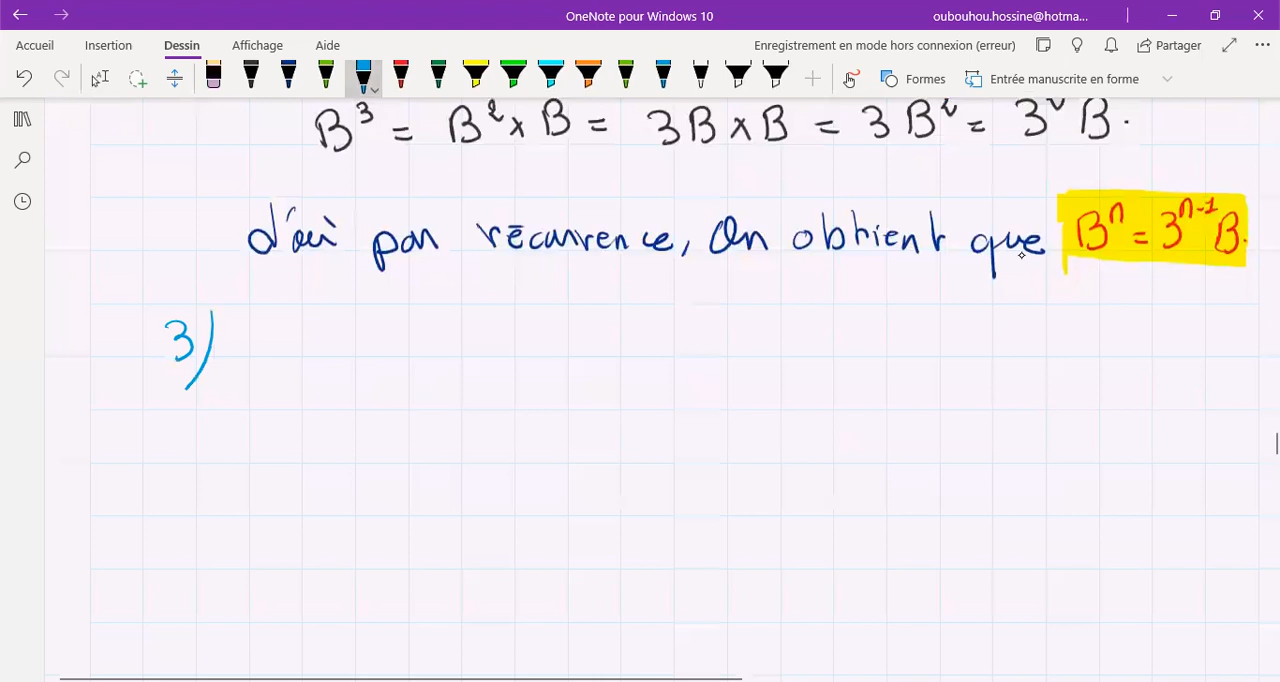 OneNote pour Windows 10
oubouhou.hossine@hotma...
Accueil Insertion Dessin Affichage Aide
Enregistrement en mode hors connexion (erreur)
Partager
Formes
Entrée manuscrite en forme
B³ = B² × B = 3B × B = 3B² = 3² B.
d'où par récurrence, On obtient que Bⁿ = 3ⁿ⁻¹ B.
3)